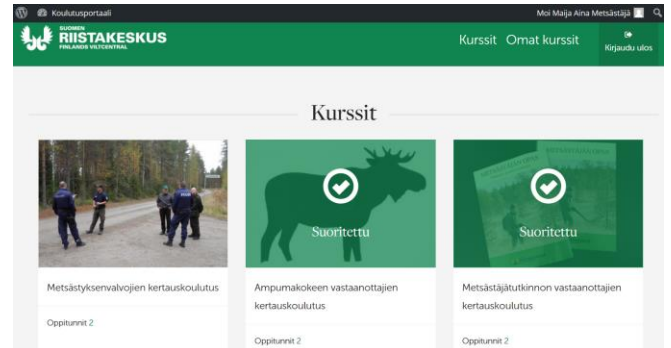 Koulutusportaali
Moi Maija Aina Metsästäjä
SUOMEN
RIISTAKESKUS
FINLANDS VILTCENTRAL
Kurssit Omat kurssit
Kirjaudu ulos
Kurssit
Suoritettu
Suoritettu
Metsästyksenvalvojien kertauskoulutus
Oppitunnit 2
Ampumakokeen vastaanottajien
kertauskoulutus
Oppitunnit 2
Metsästäjätutkinnon vastaanottajien
kertauskoulutus
Oppitunnit 2